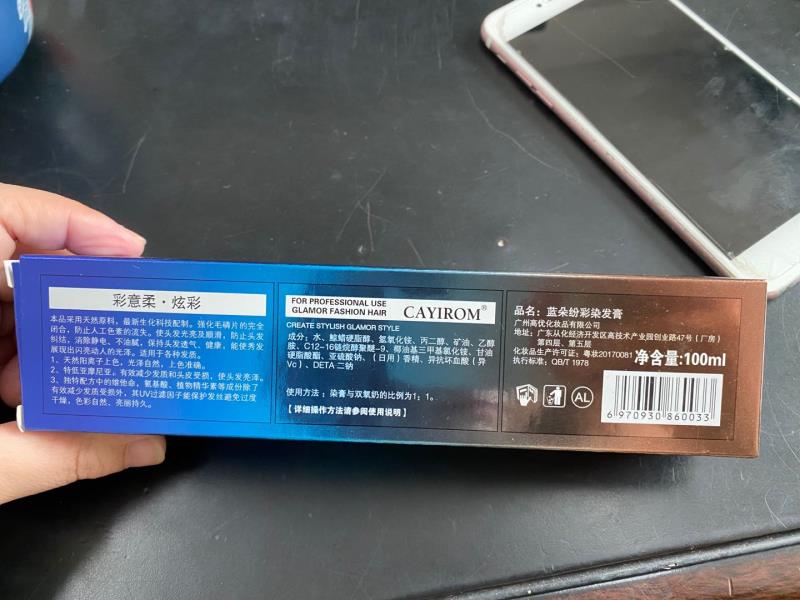 彩意柔·炫彩
本品采用天然原料，最新生化科技配制。强化毛磷片的完全
闭合，防止人工色素的流失。使头发光亮及顺滑，防止头发
纠结，消除静电、不油腻，保持头发透气、健康，能使秀发
展现出闪亮动人的光泽。适用于各种发质。
1、天然阳离子上色，光泽自然，上色准确。
2、特低亚摩尼亚。有效减少发质和头皮受损，使头发亮泽。
3、独特配方中的维他命，氨基酸、植物精华素等成份除了
有效减少发质受损外，其UV过滤因子能保护发丝避免过度
干燥，色彩自然、亮丽持久。
FOR PROFESSIONAL USE
GLAMOR FASHION HAIR
CAYIROM®
CREATE STYLISH GLAMOR STYLE
成分：水、鲸蜡硬脂醇、氢氧化铵、丙二醇、矿油、乙醇
胺、C12-16链烷醇聚醚-9、椰油基三甲基氯化铵、甘油
硬脂酸酯、亚硫酸钠、（日用）香精、异抗坏血酸（异
Vc）、DETA 二钠
使用方法：染膏与双氧奶的比例为1：1。
【详细操作方法请参阅使用说明】
品名：蓝朵纷彩染发膏
广州高优化妆品有限公司
地址：广东从化经济开发区高技术产业园创业路47号（厂房）
第四层、第五层
化妆品生产许可证：粤妆20170081
执行标准：QB/T 1978
净含量:100ml
AL
6 970930 860033